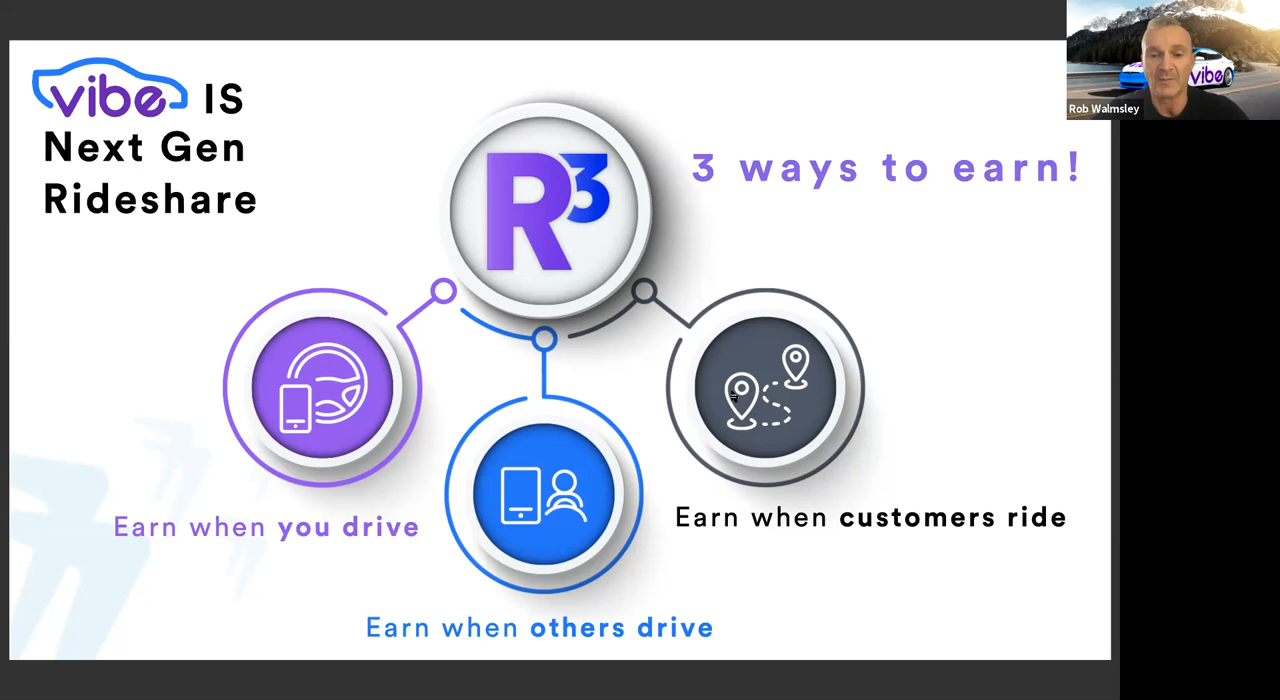 vibe IS
Next Gen
Rideshare
R3
3 ways to earn!
Earn when you drive
Earn when others drive
Earn when customers ride
vibe
Rob Walmsley